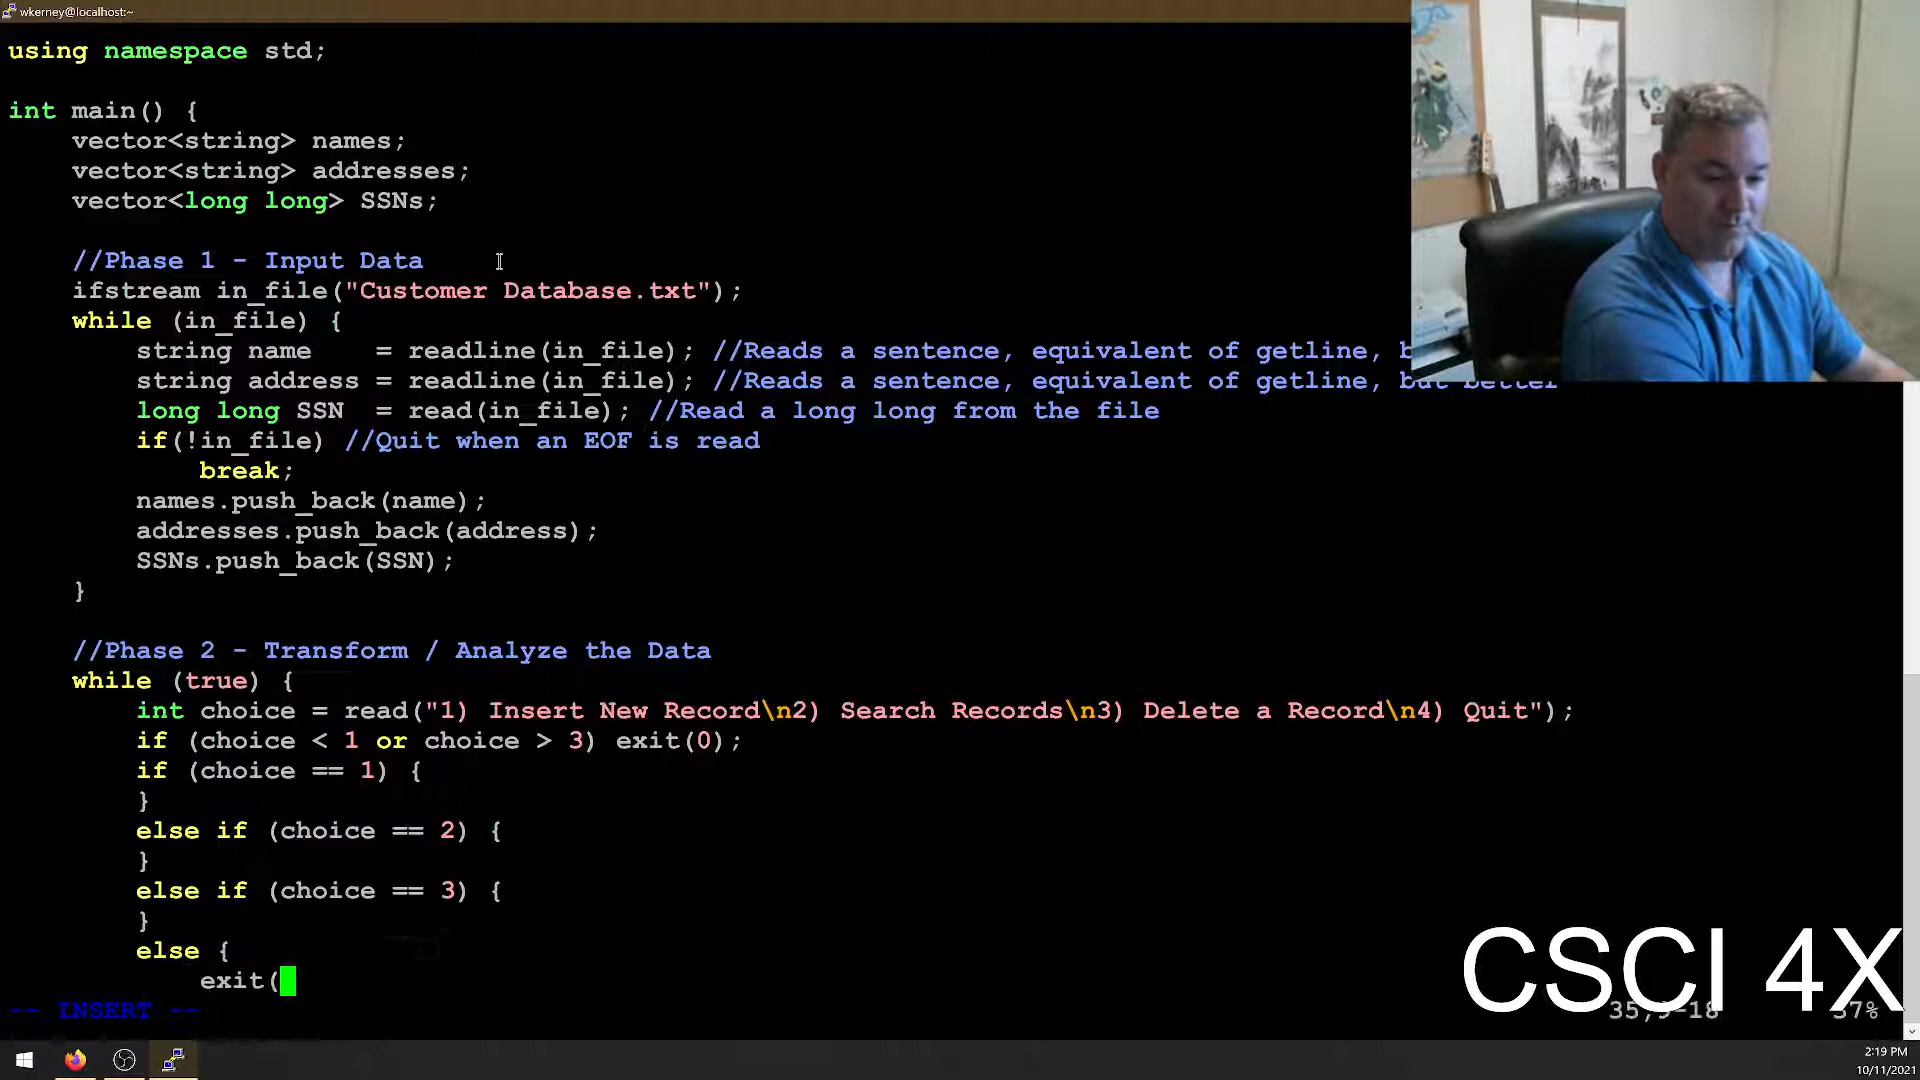 wkerney@localhost:~
using namespace std;
int main() {
vector<string> names;
vector<string> addresses;
vector<long long> SSNs;
//Phase 1 - Input Data
ifstream in_file("Customer Database.txt");
while (in_file) {
string name    = readline(in_file); //Reads a sentence, equivalent of getline, b
string address = readline(in_file); //Reads a sentence, equivalent of getline, but better
long long SSN  = read(in_file); //Read a long long from the file
if(!in_file) //Quit when an EOF is read
break;
names.push_back(name);
addresses.push_back(address);
SSNs.push_back(SSN);
}
//Phase 2 - Transform / Analyze the Data
while (true) {
int choice = read("1) Insert New Record\n2) Search Records\n3) Delete a Record\n4) Quit");
if (choice < 1 or choice > 3) exit(0);
if (choice == 1) {
}
else if (choice == 2) {
}
else if (choice == 3) {
}
else {
exit(
-- INSERT --
CSCI 4X
2:19 PM
10/11/2021